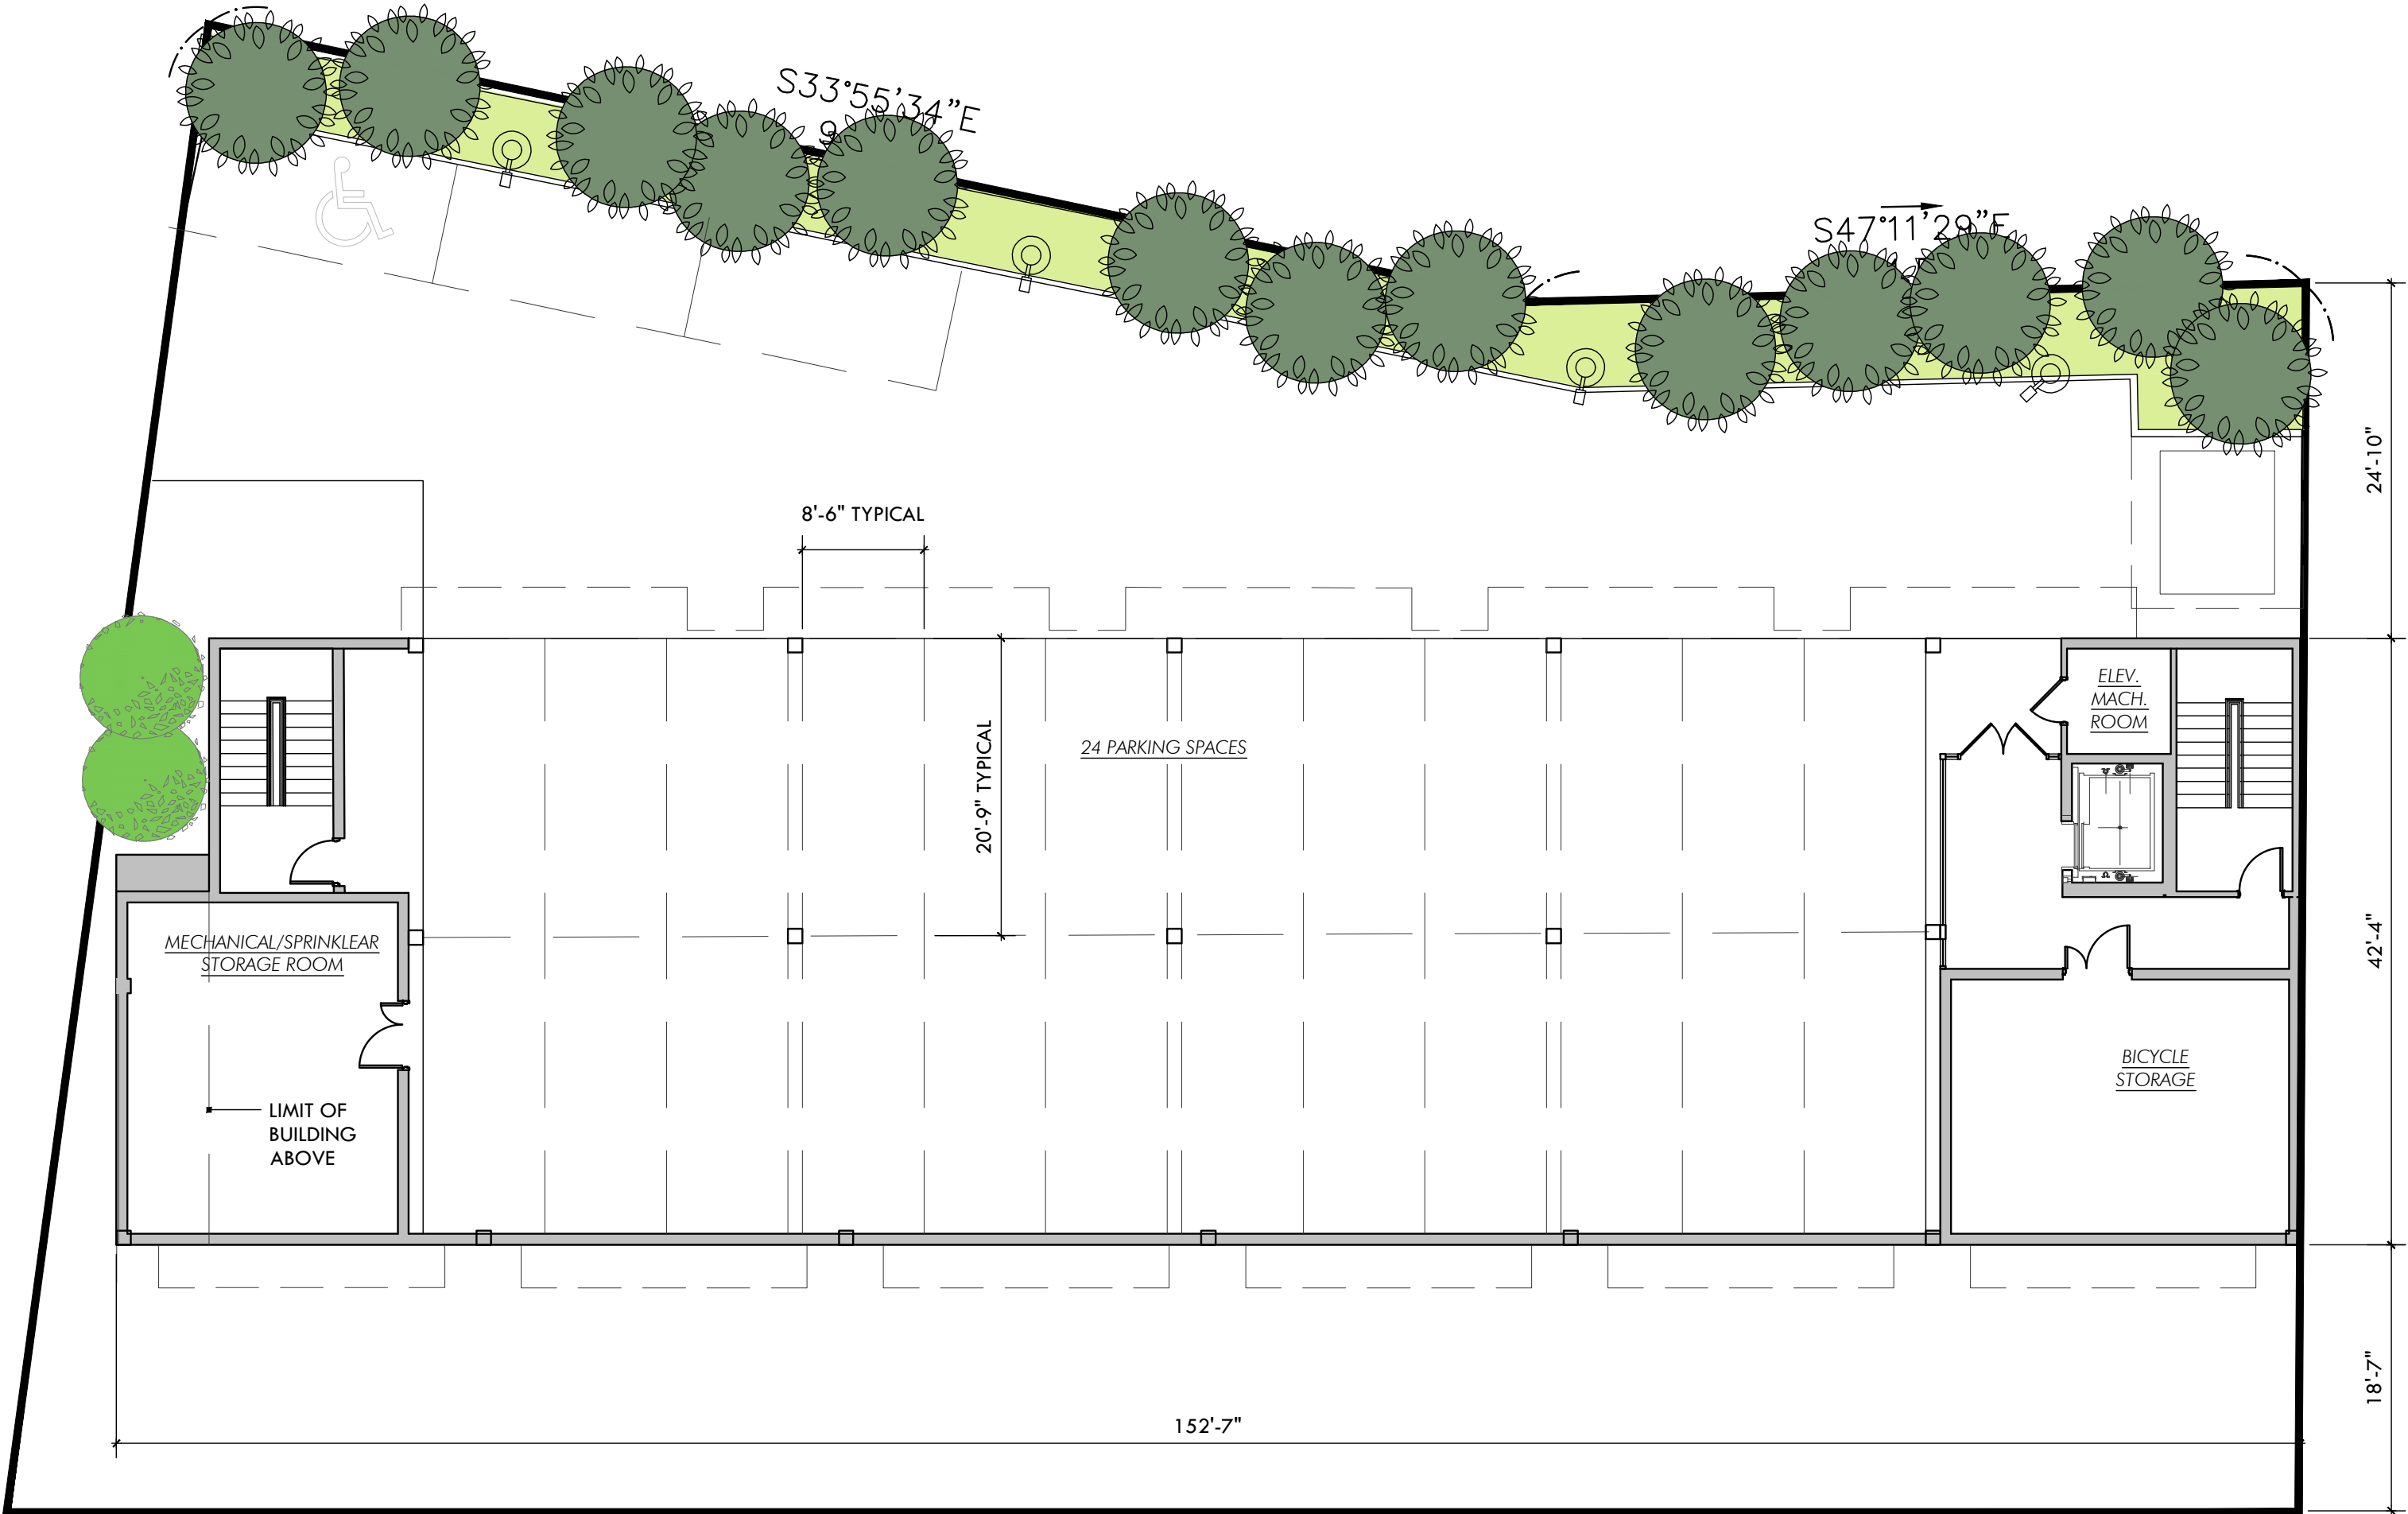 S33°55'34"E
S47°11'29"E
24'-10"
8'-6" TYPICAL
20'-9" TYPICAL
24 PARKING SPACES
ELEV.
MACH.
ROOM
MECHANICAL/SPRINKLEAR
STORAGE ROOM
42'-4"
BICYCLE
STORAGE
LIMIT OF
BUILDING
ABOVE
18'-7"
152'-7"